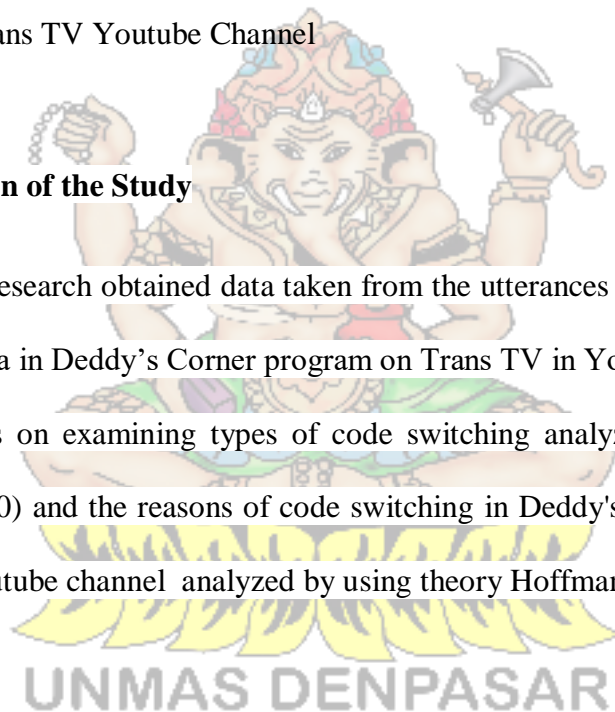 ans TV Youtube Channel
n of the Study
esearch obtained data taken from the utterances
a in Deddy's Corner program on Trans TV in Yo
s on examining types of code switching analyz
0) and the reasons of code switching in Deddy's
utube channel analyzed by using theory Hoffmar
UNMAS DENPASAR